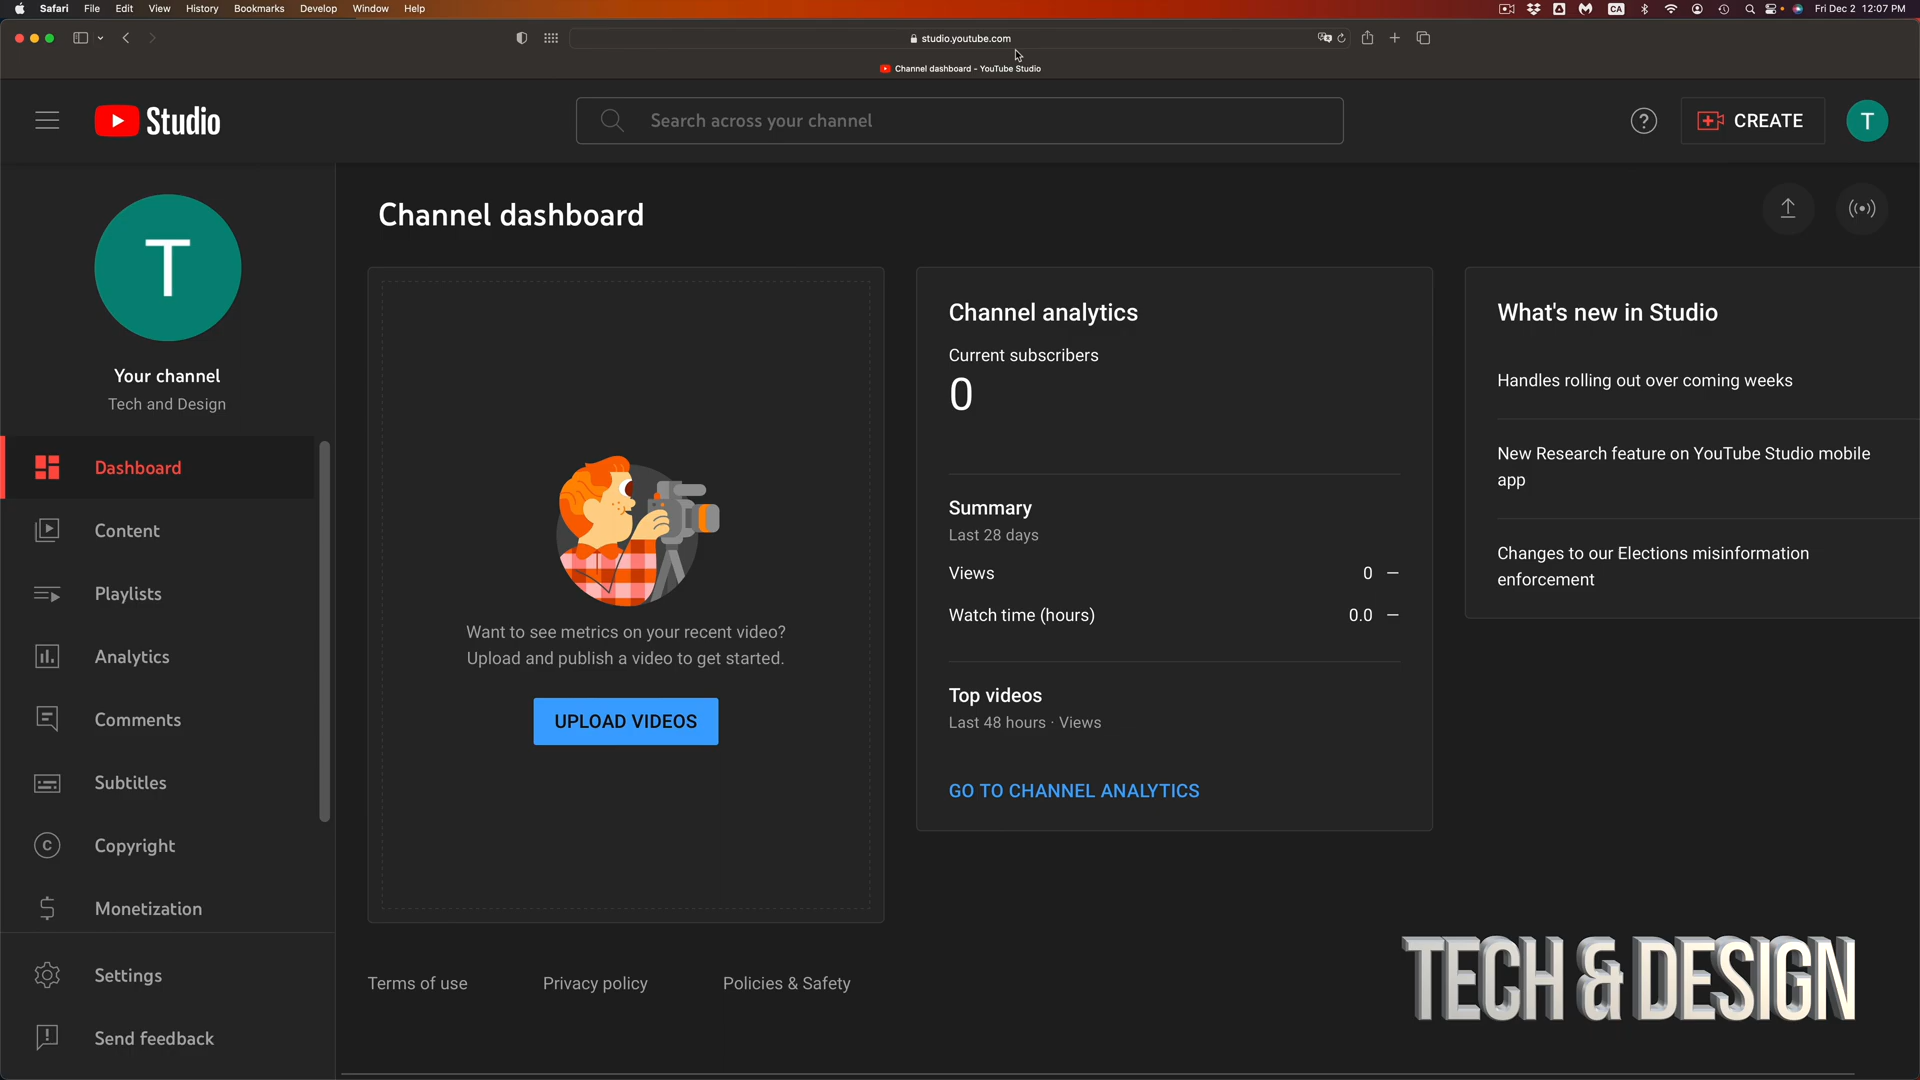 Safari File Edit View History Bookmarks Develop Window Help
CA
Fri Dec 2 12:07 PM
studio.youtube.com
Channel dashboard - YouTube Studio
Studio
Search across your channel
?
CREATE
T
T
Your channel
Tech and Design
Dashboard
Content
Playlists
Analytics
Comments
Subtitles
Copyright
Monetization
Settings
Send feedback
Channel dashboard
Want to see metrics on your recent video?
Upload and publish a video to get started.
UPLOAD VIDEOS
Channel analytics
Current subscribers
0
Summary
Last 28 days
Views 0 —
Watch time (hours) 0.0 —
Top videos
Last 48 hours · Views
GO TO CHANNEL ANALYTICS
What's new in Studio
Handles rolling out over coming weeks
New Research feature on YouTube Studio mobile
app
Changes to our Elections misinformation
enforcement
Terms of use Privacy policy Policies & Safety
TECH & DESIGN